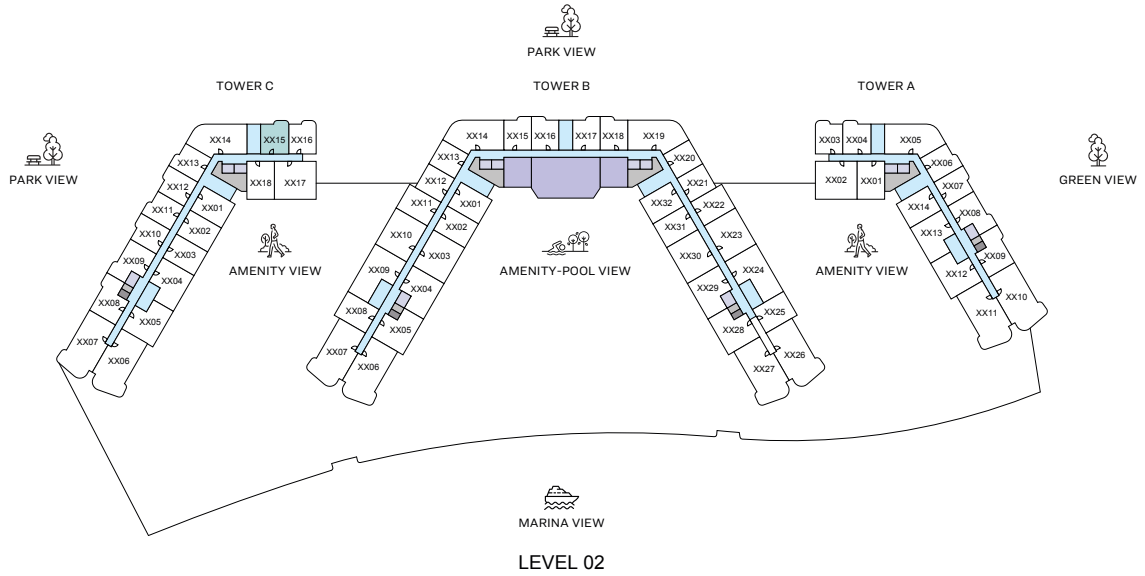 PARK VIEW
TOWER C
TOWER B
TOWER A
PARK VIEW
GREEN VIEW
XX14
XX15
XX16
XX13
XX18
XX17
XX12
XX01
XX11
XX02
XX10
XX03
XX09
XX04
XX08
XX05
XX07
XX06
XX14
XX15
XX16
XX17
XX18
XX19
XX13
XX20
XX12
XX01
XX21
XX11
XX02
XX32
XX22
XX10
XX03
XX31
XX23
XX09
XX04
XX30
XX24
XX08
XX05
XX29
XX25
XX07
XX06
XX28
XX26
XX27
XX03
XX04
XX05
XX02
XX01
XX06
XX07
XX14
XX08
XX13
XX09
XX12
XX10
XX11
AMENITY VIEW
AMENITY-POOL VIEW
AMENITY VIEW
MARINA VIEW
LEVEL 02